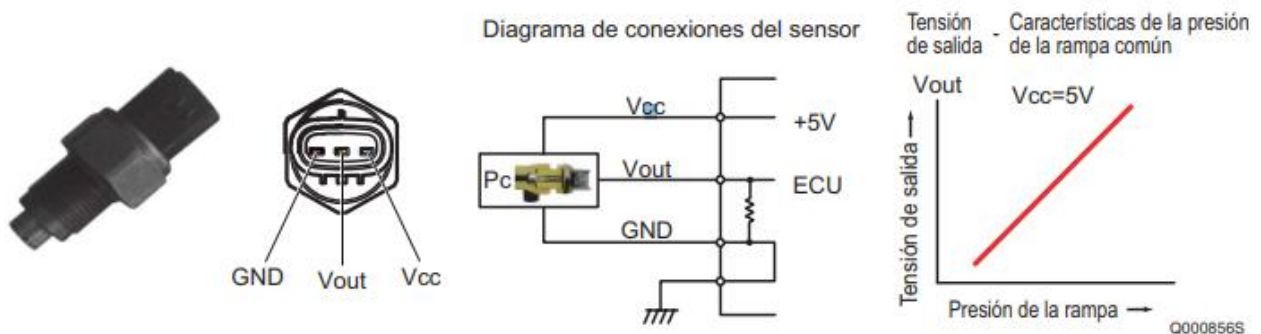 Diagrama de conexiones del sensor
GND
Vout
Vcc
Vcc
+5V
Pc
Vout
ECU
GND
Tensión de salida - Características de la presión de la rampa común
Vout
Vcc=5V
Tensión de salida →
Presión de la rampa →
Q000856S